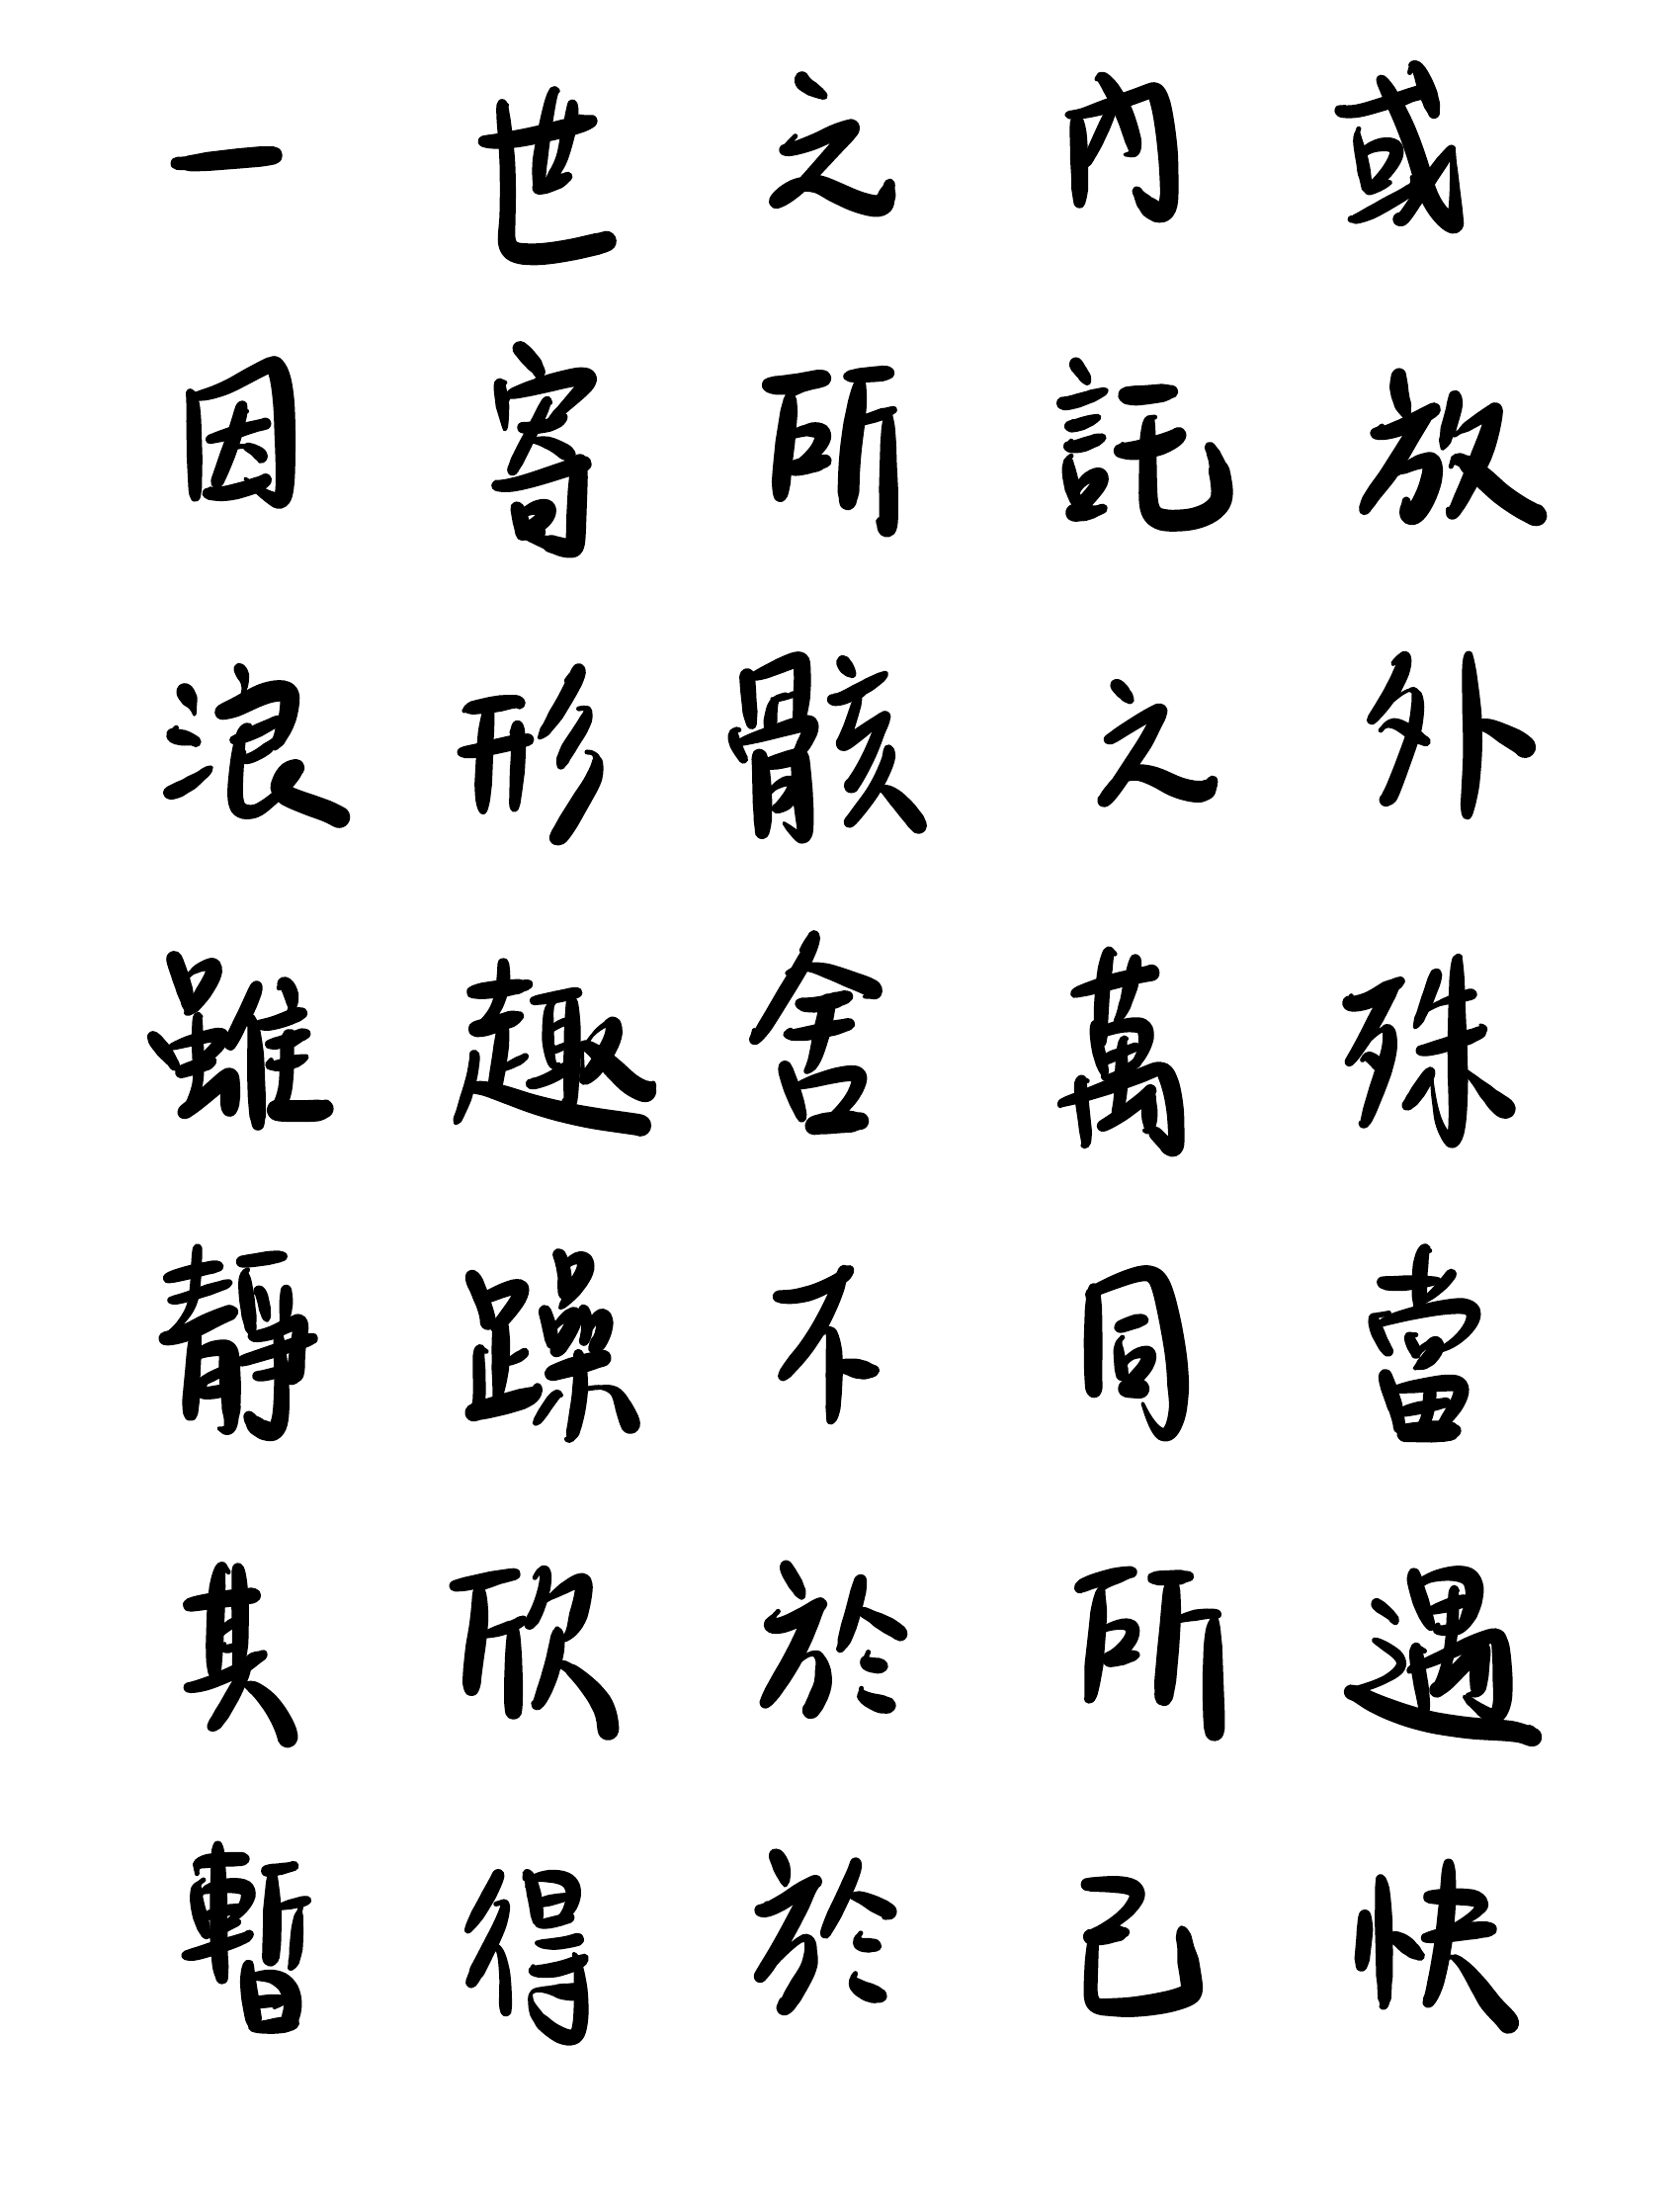 一世之內或
因寄所託放
浪形骸之外
雖趣舍萬殊
靜躁不同當
其欣於所遇
暫得於己快